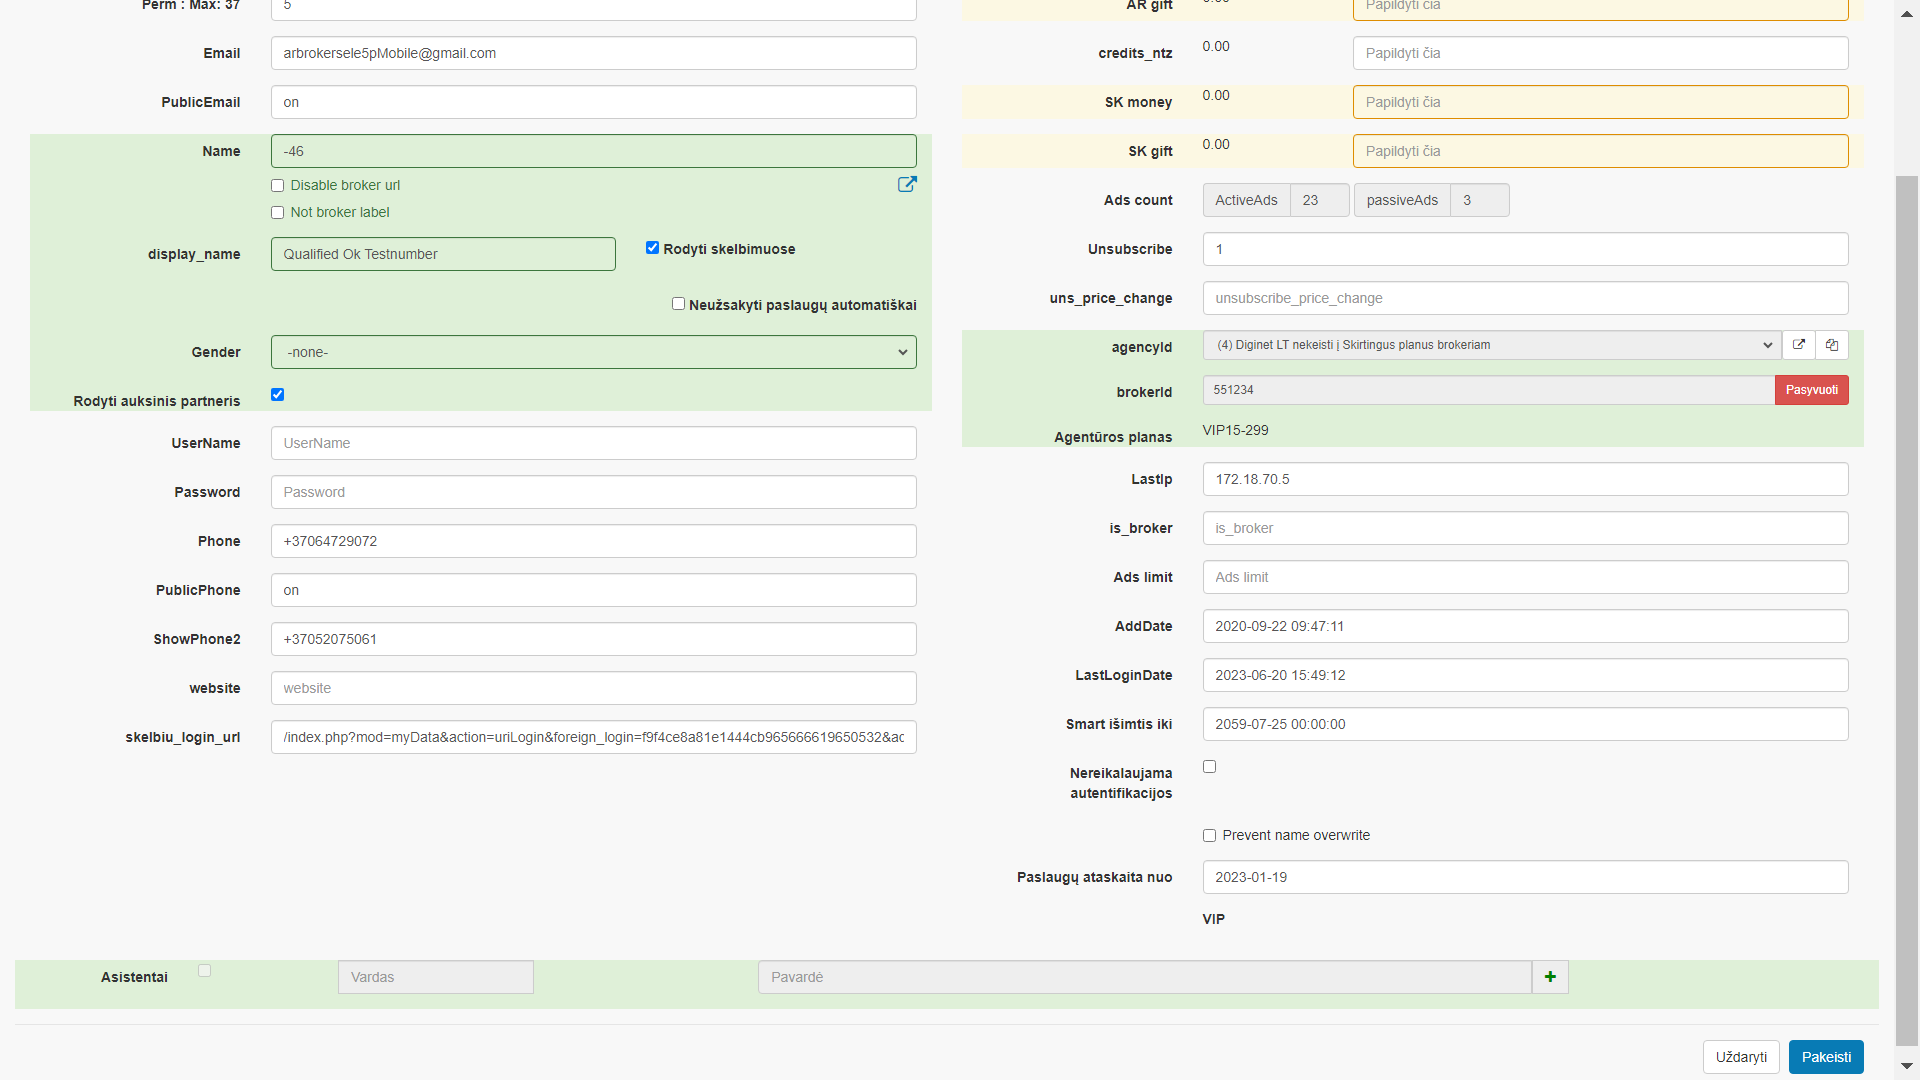 Perm : Max: 37
5
Email
arbrokersele5pMobile@gmail.com
PublicEmail
on
Name
-46
Disable broker url
Not broker label
display_name
Qualified Ok Testnumber
Rodyti skelbimuose
Neužsakyti paslaugų automatiškai
Gender
-none-
Rodyti auksinis partneris
UserName
UserName
Password
Password
Phone
+37064729072
PublicPhone
on
ShowPhone2
+37052075061
website
website
skelbiu_login_url
/index.php?mod=myData&action=uriLogin&foreign_login=f9f4ce8a81e1444cb965666619650532&ac
AR gift
0.00
Papildyti čia
credits_ntz
0.00
Papildyti čia
SK money
0.00
Papildyti čia
SK gift
0.00
Papildyti čia
Ads count
ActiveAds
23
passiveAds
3
Unsubscribe
1
uns_price_change
unsubscribe_price_change
agencyId
(4) Diginet LT nekeisti į Skirtingus planus brokeriam
brokerId
551234
Pasyvuoti
Agentūros planas
VIP15-299
LastIp
172.18.70.5
is_broker
is_broker
Ads limit
Ads limit
AddDate
2020-09-22 09:47:11
LastLoginDate
2023-06-20 15:49:12
Smart išimtis iki
2059-07-25 00:00:00
Nereikalaujama
autentifikacijos
Prevent name overwrite
Paslaugų ataskaita nuo
2023-01-19
VIP
Asistentai
Vardas
Pavardė
Uždaryti
Pakeisti